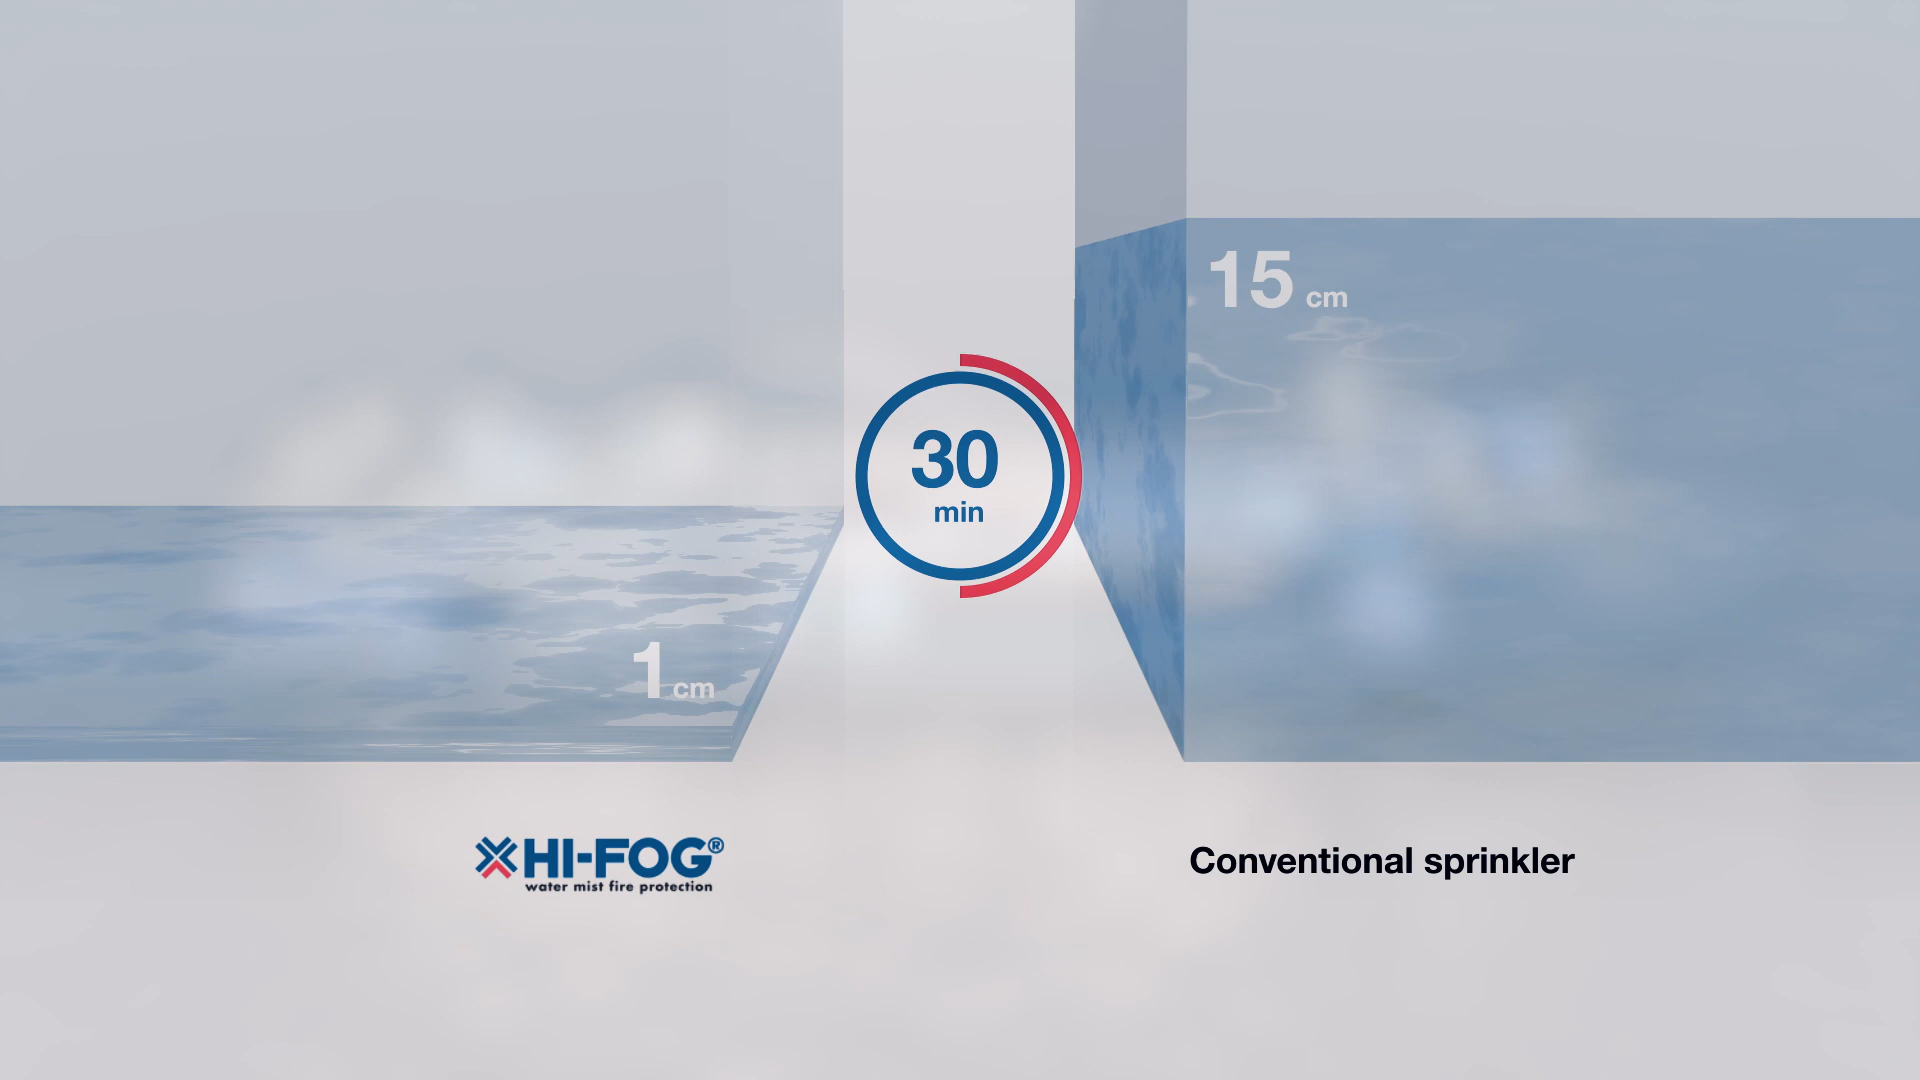 15 cm
30
min
1 cm
HI-FOG®
water mist fire protection
Conventional sprinkler